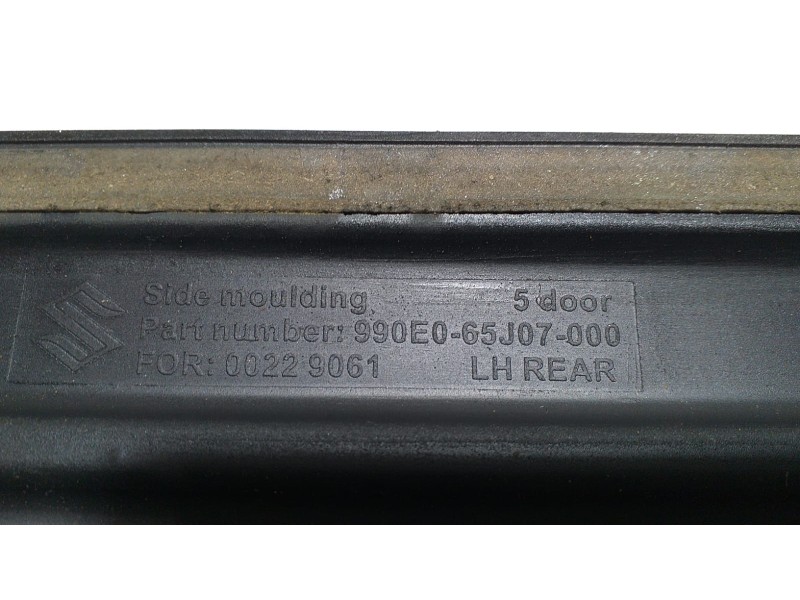 Side moulding 5 door
Part number: 990E0-65J07-000
FOR: 0022 9061 LH REAR